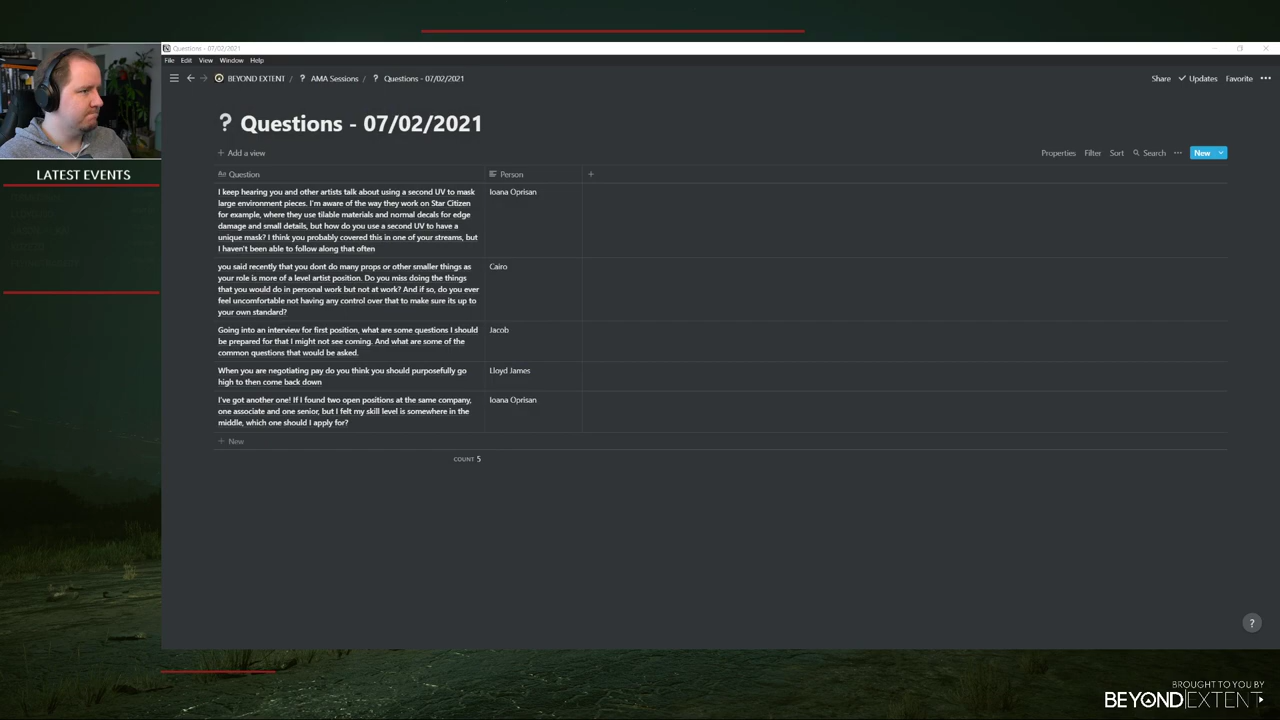 Questions - 07/02/2021
File Edit View Window Help
BEYOND EXTENT / ? AMA Sessions / ? Questions - 07/02/2021
Share Updates Favorite
? Questions - 07/02/2021
+ Add a view
Properties Filter Sort Search New
Aa Question Person
I keep hearing you and other artists talk about using a second UV to mask
large environment pieces. I'm aware of the way they work on Star Citizen
for example, where they use tilable materials and normal decals for edge
damage and small details, but how do you use a second UV to have a
unique mask? I think you probably covered this in one of your streams, but
I haven't been able to follow along that often
Ioana Oprisan
you said recently that you dont do many props or other smaller things as
your role is more of a level artist position. Do you miss doing the things
that you would do in personal work but not at work? And if so, do you ever
feel uncomfortable not having any control over that to make sure its up to
your own standard?
Cairo
Going into an interview for first position, what are some questions I should
be prepared for that I might not see coming. And what are some of the
common questions that would be asked.
Jacob
When you are negotiating pay do you think you should purposefully go
high to then come back down
Lloyd James
I've got another one! If I found two open positions at the same company,
one associate and one senior, but I felt my skill level is somewhere in the
middle, which one should I apply for?
Ioana Oprisan
+ New
COUNT 5
LATEST EVENTS
?
BROUGHT TO YOU BY
BEYOND EXTENT